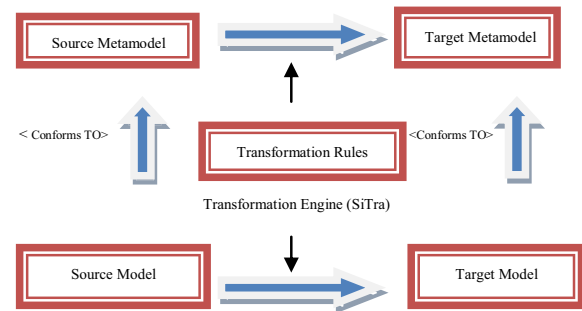 Source Metamodel
Target Metamodel
< Conforms TO>
<Conforms TO>
Transformation Rules
Transformation Engine (SiTra)
Source Model
Target Model